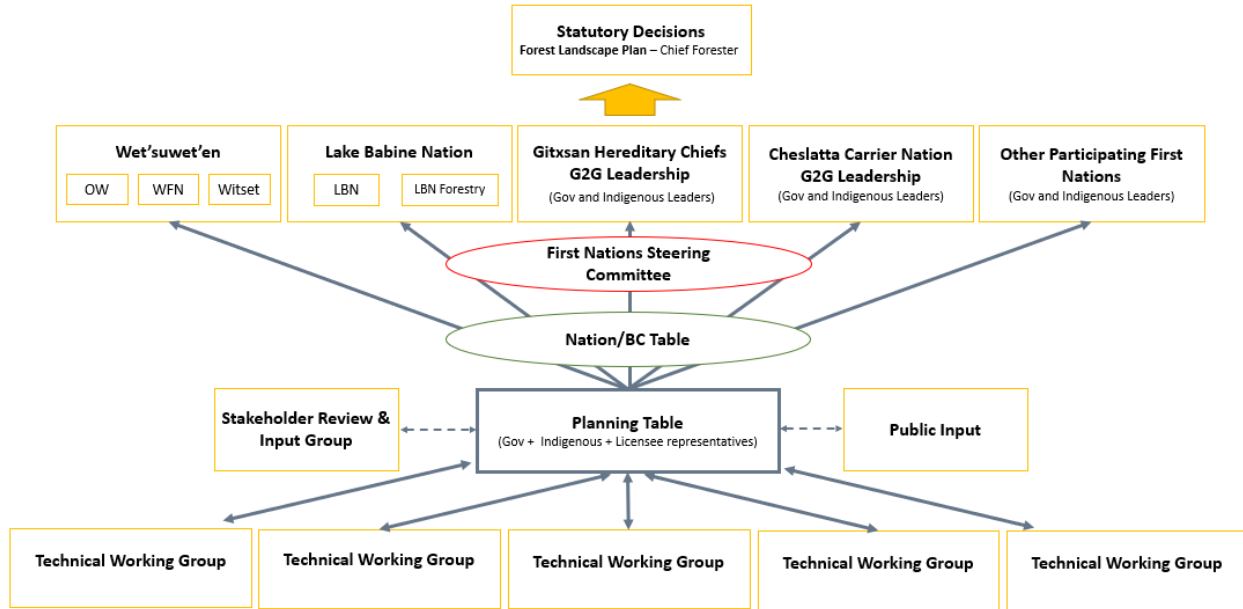 Statutory Decisions
Forest Landscape Plan – Chief Forester
Wet'suwet'en
OW
WFN
Witset
Lake Babine Nation
LBN
LBN Forestry
Gitxsan Hereditary Chiefs
G2G Leadership
(Gov and Indigenous Leaders)
Cheslatta Carrier Nation
G2G Leadership
(Gov and Indigenous Leaders)
Other Participating First
Nations
(Gov and Indigenous Leaders)
First Nations Steering
Committee
Nation/BC Table
Stakeholder Review &
Input Group
Planning Table
(Gov + Indigenous + Licensee representatives)
Public Input
Technical Working Group
Technical Working Group
Technical Working Group
Technical Working Group
Technical Working Group